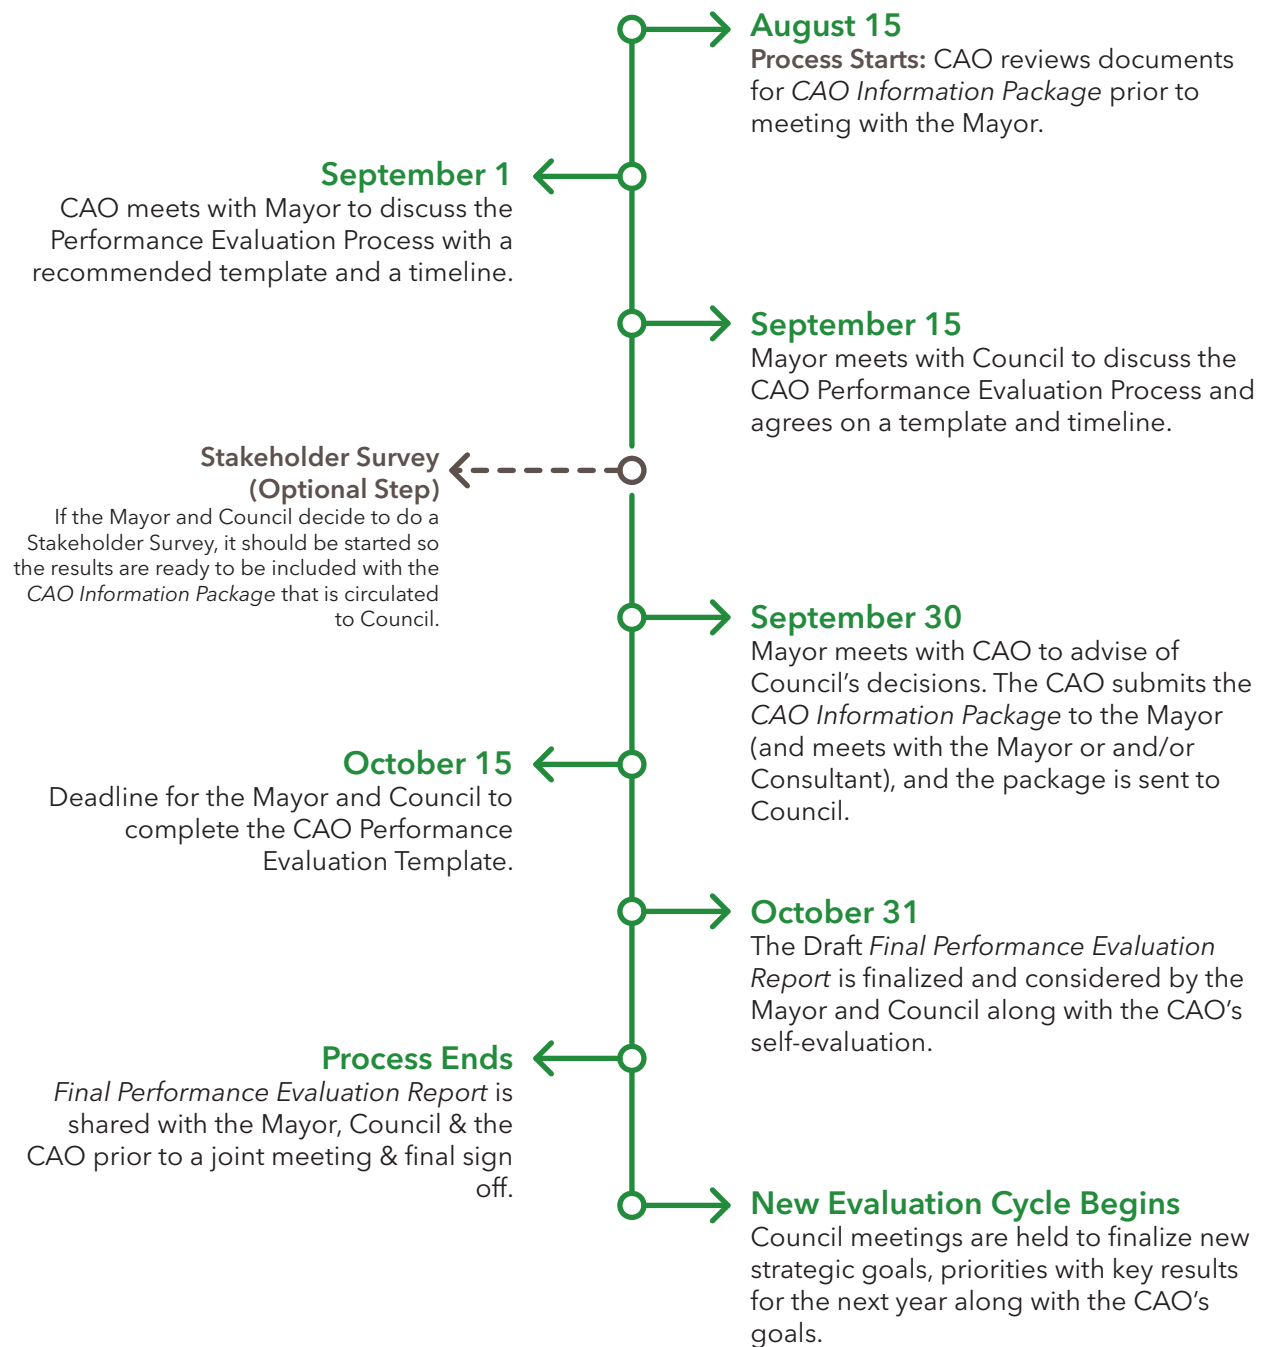 August 15
Process Starts: CAO reviews documents
for CAO Information Package prior to
meeting with the Mayor.
September 1
CAO meets with Mayor to discuss the
Performance Evaluation Process with a
recommended template and a timeline.
September 15
Mayor meets with Council to discuss the
CAO Performance Evaluation Process and
agrees on a template and timeline.
Stakeholder Survey
(Optional Step)
If the Mayor and Council decide to do a
Stakeholder Survey, it should be started so
the results are ready to be included with the
CAO Information Package that is circulated
to Council.
September 30
Mayor meets with CAO to advise of
Council’s decisions. The CAO submits the
CAO Information Package to the Mayor
(and meets with the Mayor or and/or
Consultant), and the package is sent to
Council.
October 15
Deadline for the Mayor and Council to
complete the CAO Performance
Evaluation Template.
October 31
The Draft Final Performance Evaluation
Report is finalized and considered by the
Mayor and Council along with the CAO’s
self-evaluation.
Process Ends
Final Performance Evaluation Report is
shared with the Mayor, Council & the
CAO prior to a joint meeting & final sign
off.
New Evaluation Cycle Begins
Council meetings are held to finalize new
strategic goals, priorities with key results
for the next year along with the CAO’s
goals.